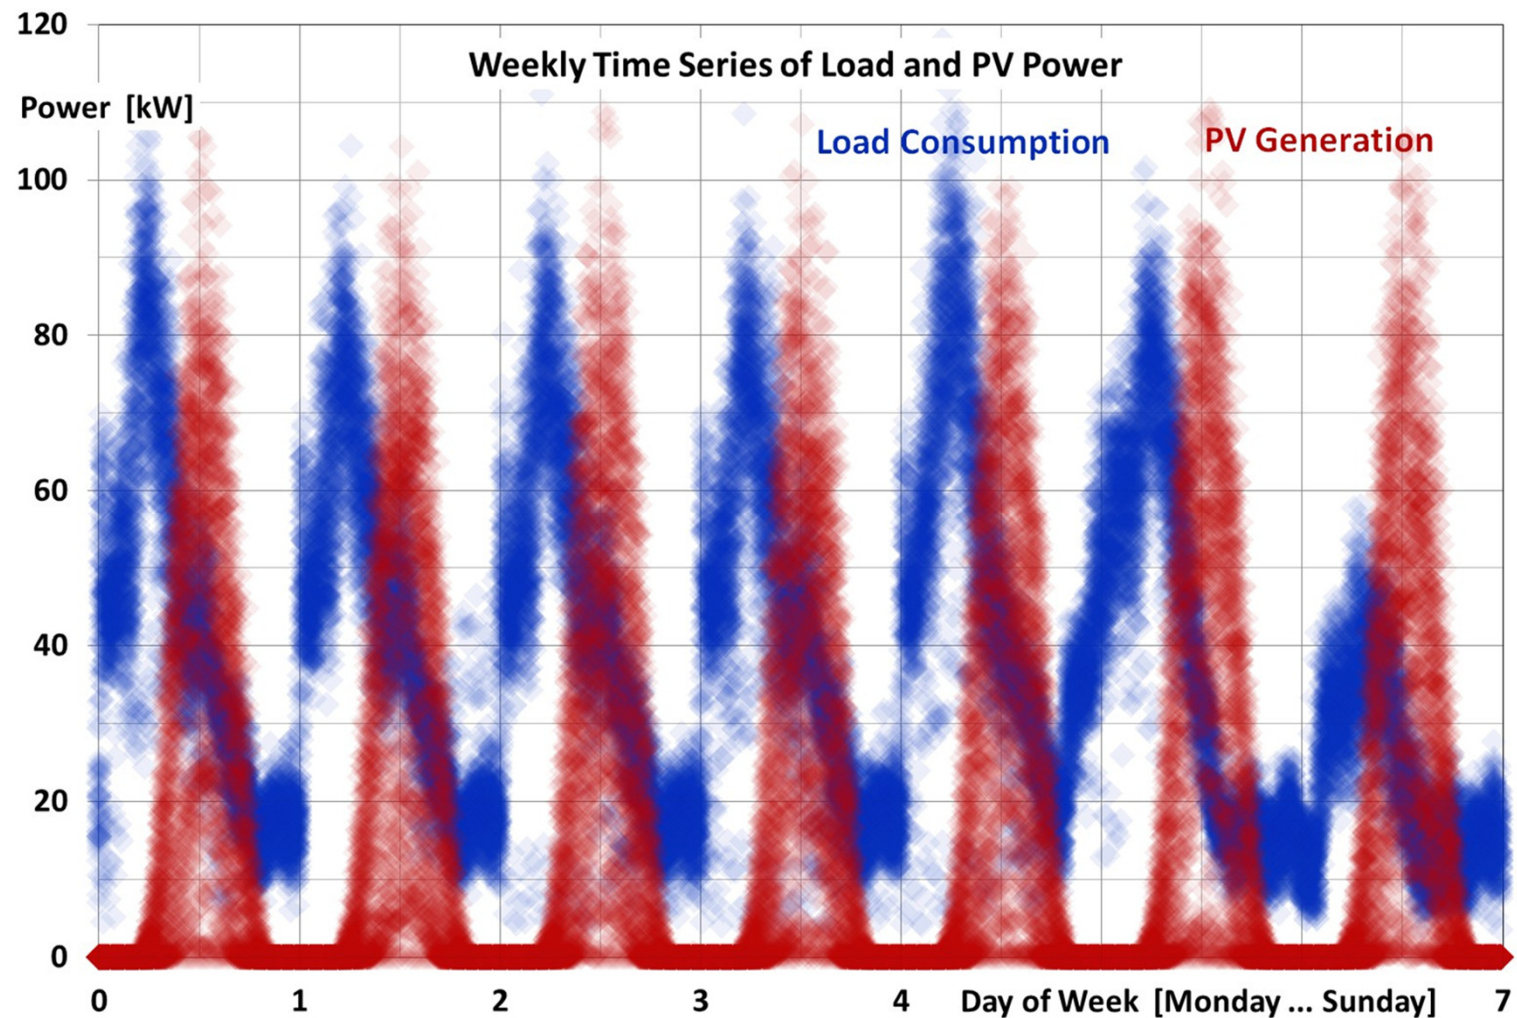 120
Weekly Time Series of Load and PV Power
Power [kW]
Load Consumption
PV Generation
100
80
60
40
20
0
0 1 2 3 4 Day of Week [Monday ... Sunday] 7